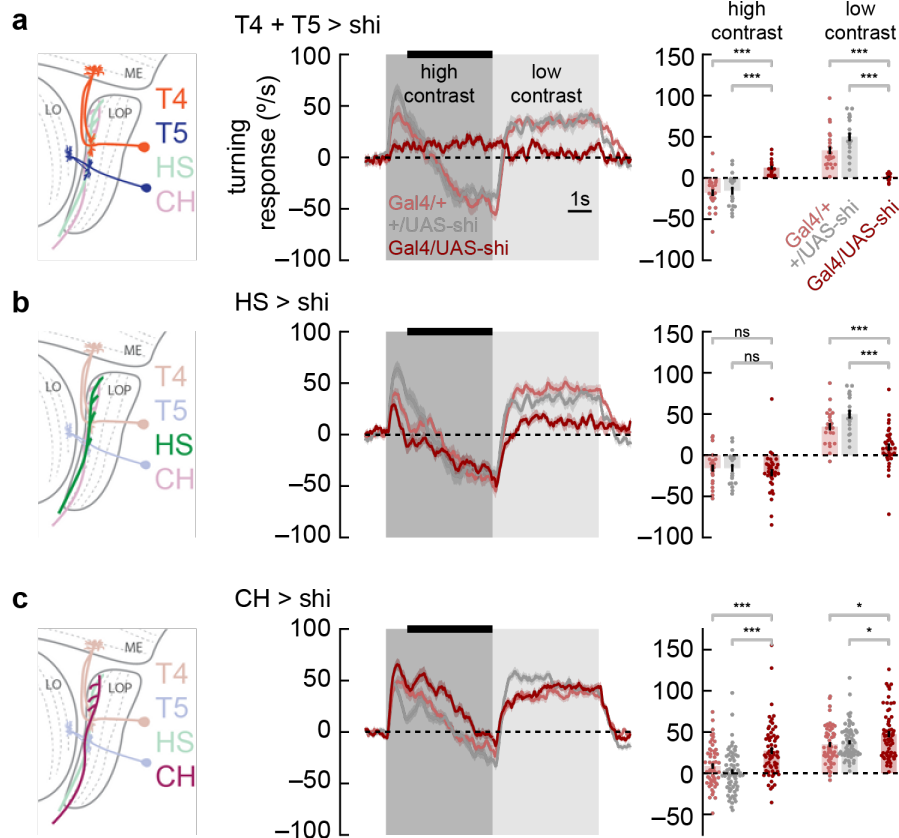 a
T4 + T5 > shi
ME
LO
LOP
T4
T5
HS
CH
turning
response (º/s)
100
50
0
–50
–100
high
contrast
low
contrast
Gal4/+
+/UAS-shi
Gal4/UAS-shi
1s
high
contrast
low
contrast
***
***
***
***
150
100
50
0
–50
–100
Gal4/+
+/UAS-shi
Gal4/UAS-shi
b
HS > shi
ME
LO
LOP
T4
T5
HS
CH
100
50
0
–50
–100
ns
ns
***
***
150
100
50
0
–50
–100
c
CH > shi
ME
LO
LOP
T4
T5
HS
CH
100
50
0
–50
–100
***
***
*
*
150
100
50
0
–50